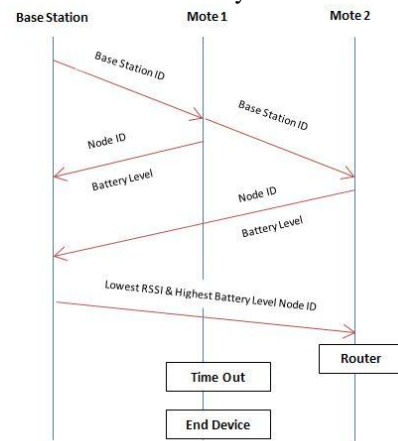 Base Station
Mote 1
Mote 2
Base Station ID
Base Station ID
Node ID
Battery Level
Node ID
Battery Level
Lowest RSSI & Highest Battery Level Node ID
Router
Time Out
End Device